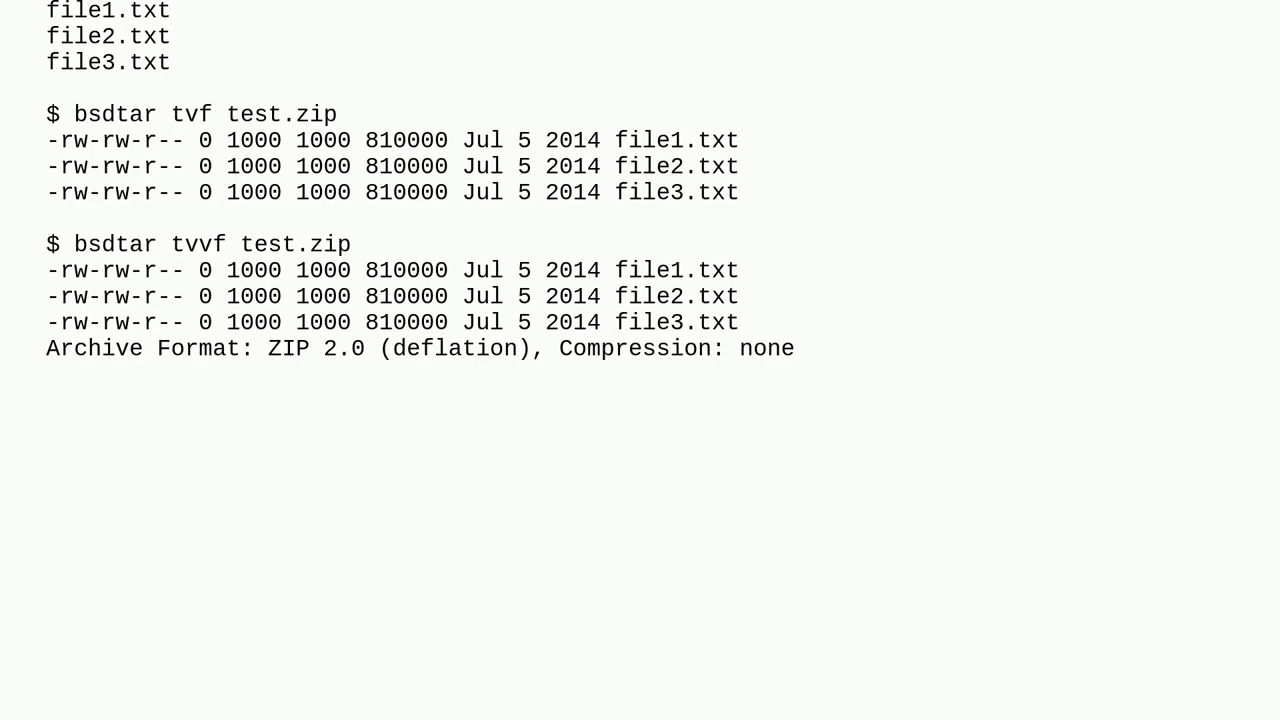 file1.txt
file2.txt
file3.txt
$ bsdtar tvf test.zip
-rw-rw-r-- 0 1000 1000 810000 Jul 5 2014 file1.txt
-rw-rw-r-- 0 1000 1000 810000 Jul 5 2014 file2.txt
-rw-rw-r-- 0 1000 1000 810000 Jul 5 2014 file3.txt
$ bsdtar tvvf test.zip
-rw-rw-r-- 0 1000 1000 810000 Jul 5 2014 file1.txt
-rw-rw-r-- 0 1000 1000 810000 Jul 5 2014 file2.txt
-rw-rw-r-- 0 1000 1000 810000 Jul 5 2014 file3.txt
Archive Format: ZIP 2.0 (deflation), Compression: none